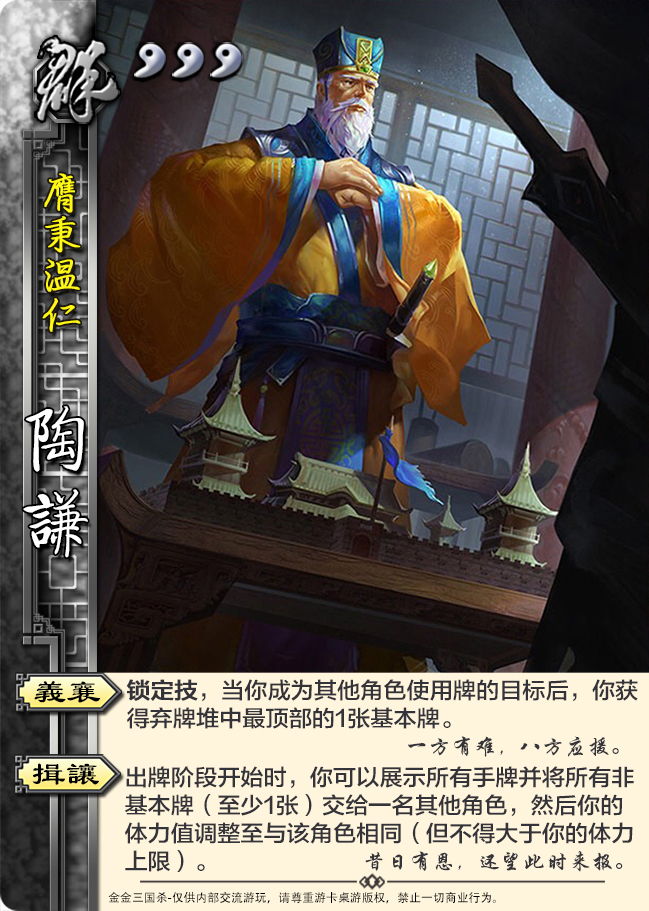 群
膺秉温仁
陶謙
義襄
锁定技，当你成为其他角色使用牌的目标后，你获
得弃牌堆中最顶部的1张基本牌。
一方有难，八方应援。
揖讓
出牌阶段开始时，你可以展示所有手牌并将所有非
基本牌（至少1张）交给一名其他角色，然后你的
体力值调整至与该角色相同（但不得大于你的体力
上限）。
昔日有恩，还望此时来报。
金金三国杀-仅供内部交流游玩，请尊重游卡桌游版权，禁止一切商业行为。